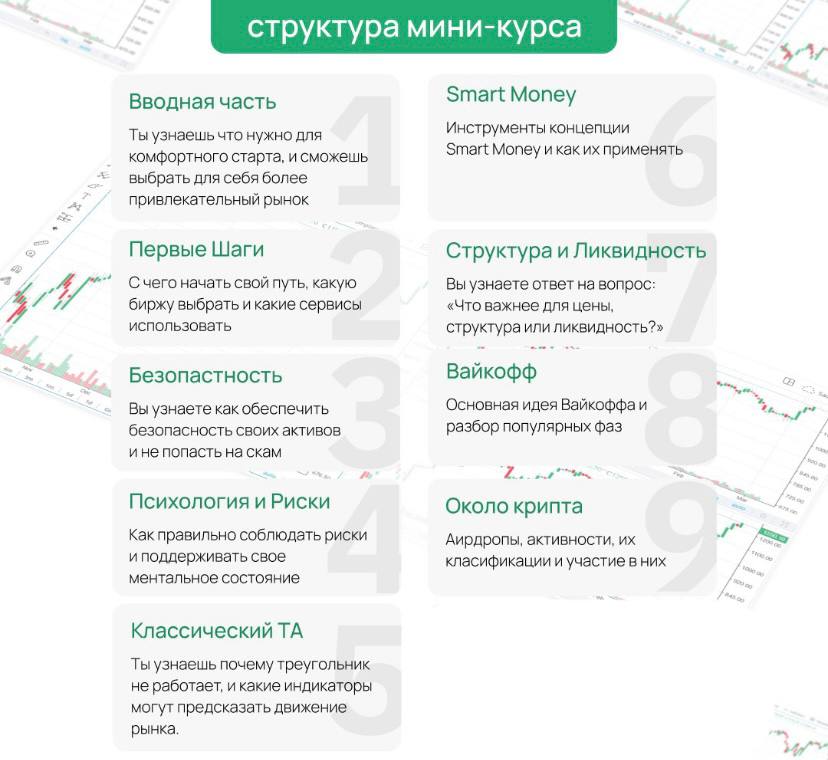 структура мини-курса
Вводная часть
Ты узнаешь что нужно для
комфортного старта, и сможешь
выбрать для себя более
привлекательный рынок
1
Первые Шаги
С чего начать свой путь, какую
биржу выбрать и какие сервисы
использовать
2
Безопастность
Вы узнаете как обеспечить
безопасность своих активов
и не попасть на скам
3
Психология и Риски
Как правильно соблюдать риски
и поддерживать свое
ментальное состояние
4
Классический ТА
Ты узнаешь почему треугольник
не работает, и какие индикаторы
могут предсказать движение
рынка.
5
Smart Money
Инструменты концепции
Smart Money и как их применять
6
Структура и Ликвидность
Вы узнаете ответ на вопрос:
«Что важнее для цены,
структура или ликвидность?»
7
Вайкофф
Основная идея Вайкоффа и
разбор популярных фаз
8
Около крипта
Аирдропы, активности, их
класификации и участие в них
9